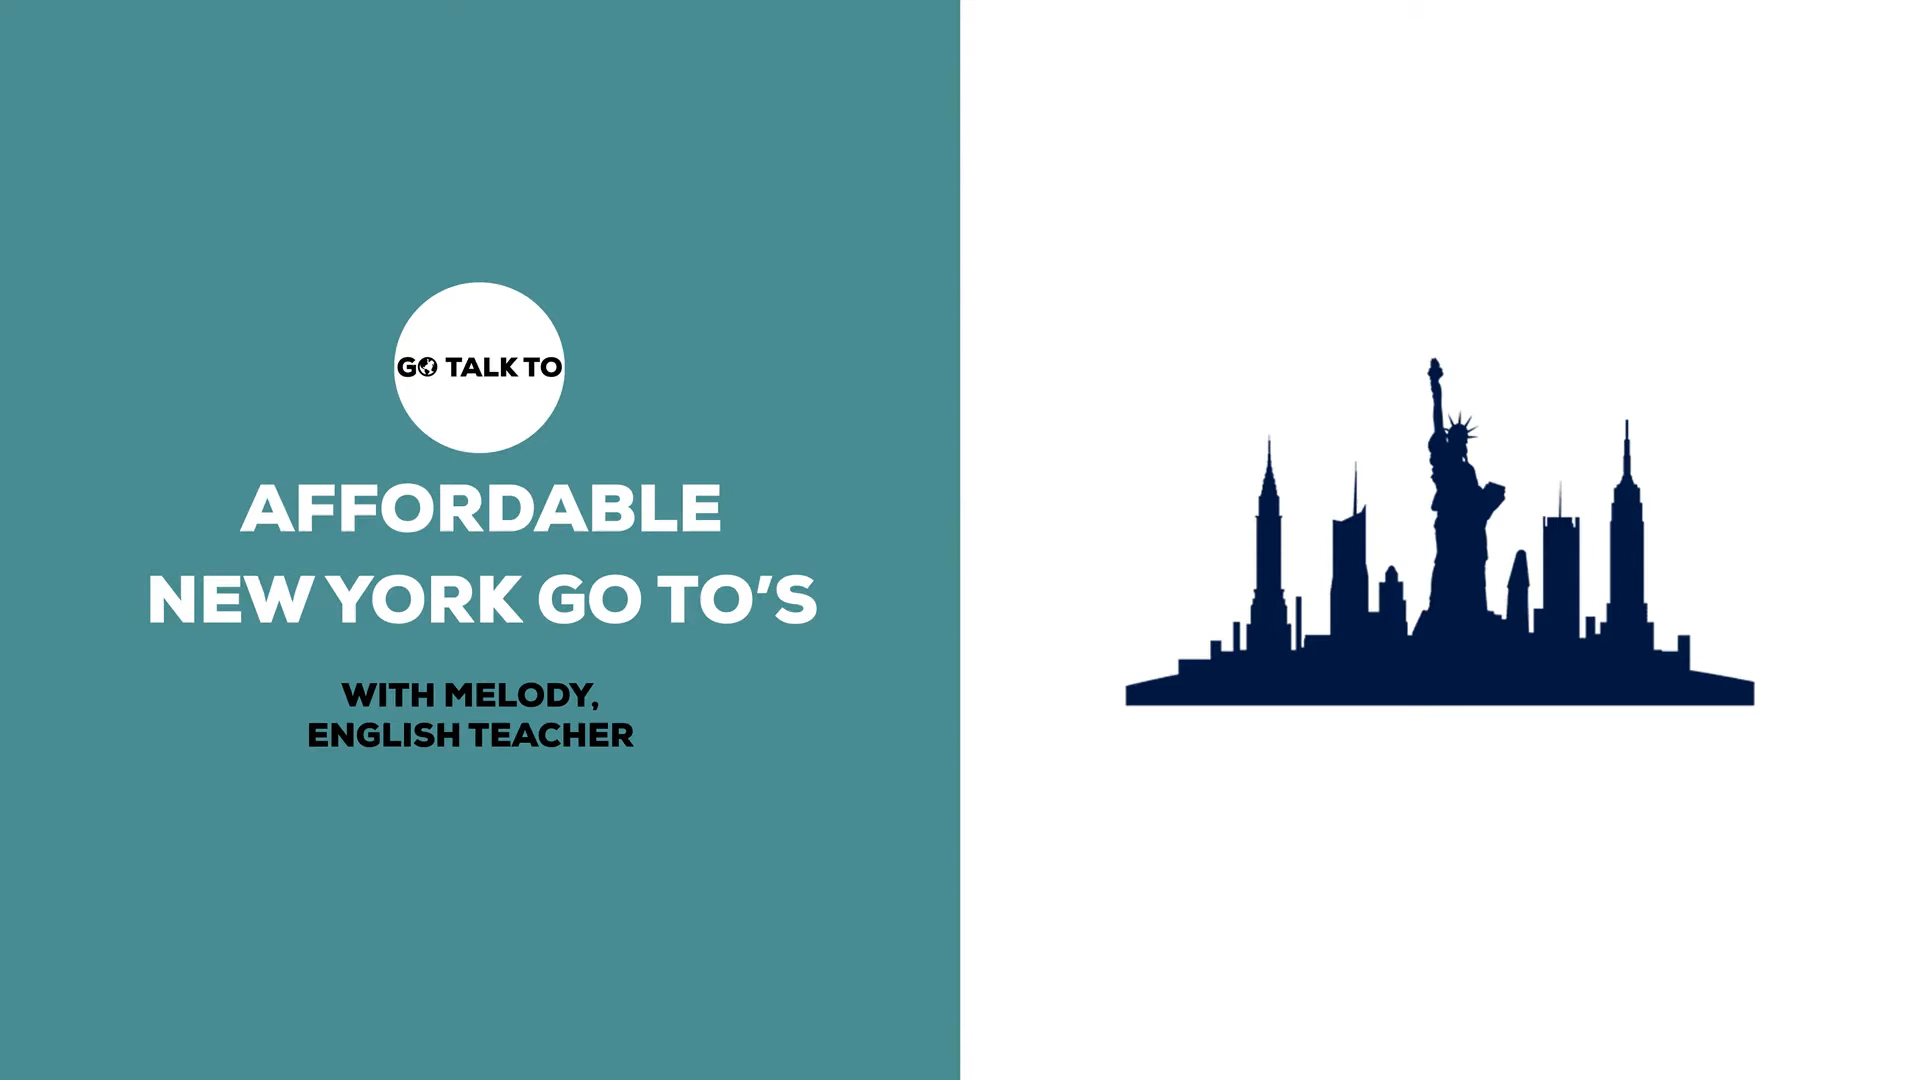 GO TALK TO
AFFORDABLE
NEW YORK GO TO'S
WITH MELODY,
ENGLISH TEACHER